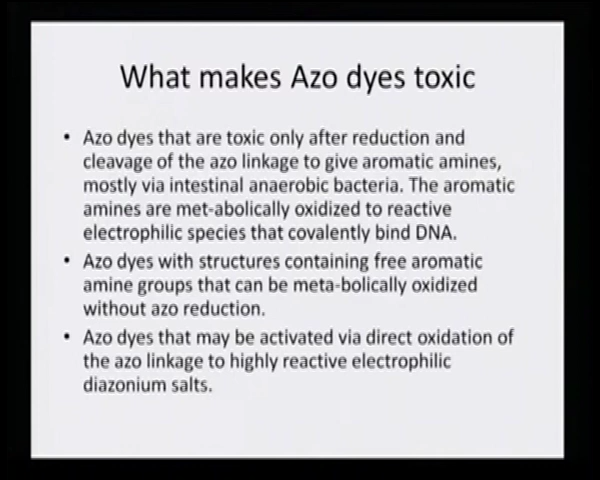 What makes Azo dyes toxic
• Azo dyes that are toxic only after reduction and
cleavage of the azo linkage to give aromatic amines,
mostly via intestinal anaerobic bacteria. The aromatic
amines are met-abolically oxidized to reactive
electrophilic species that covalently bind DNA.
• Azo dyes with structures containing free aromatic
amine groups that can be meta-bolically oxidized
without azo reduction.
• Azo dyes that may be activated via direct oxidation of
the azo linkage to highly reactive electrophilic
diazonium salts.